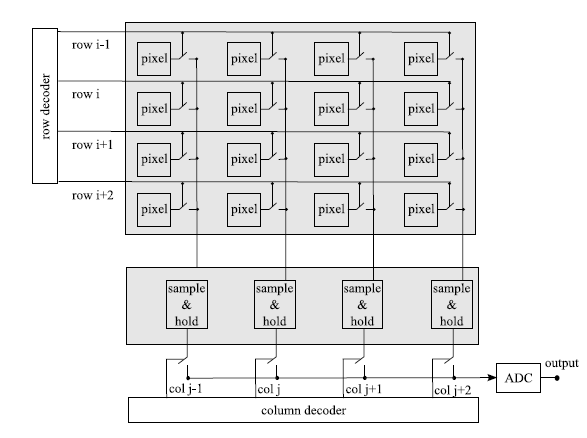 row decoder
row i-1
pixel pixel pixel pixel
row i
pixel pixel pixel pixel
row i+1
pixel pixel pixel pixel
row i+2
pixel pixel pixel pixel
sample sample sample sample
& & & &
hold hold hold hold
output
ADC
col j-1 col j col j+1 col j+2
column decoder